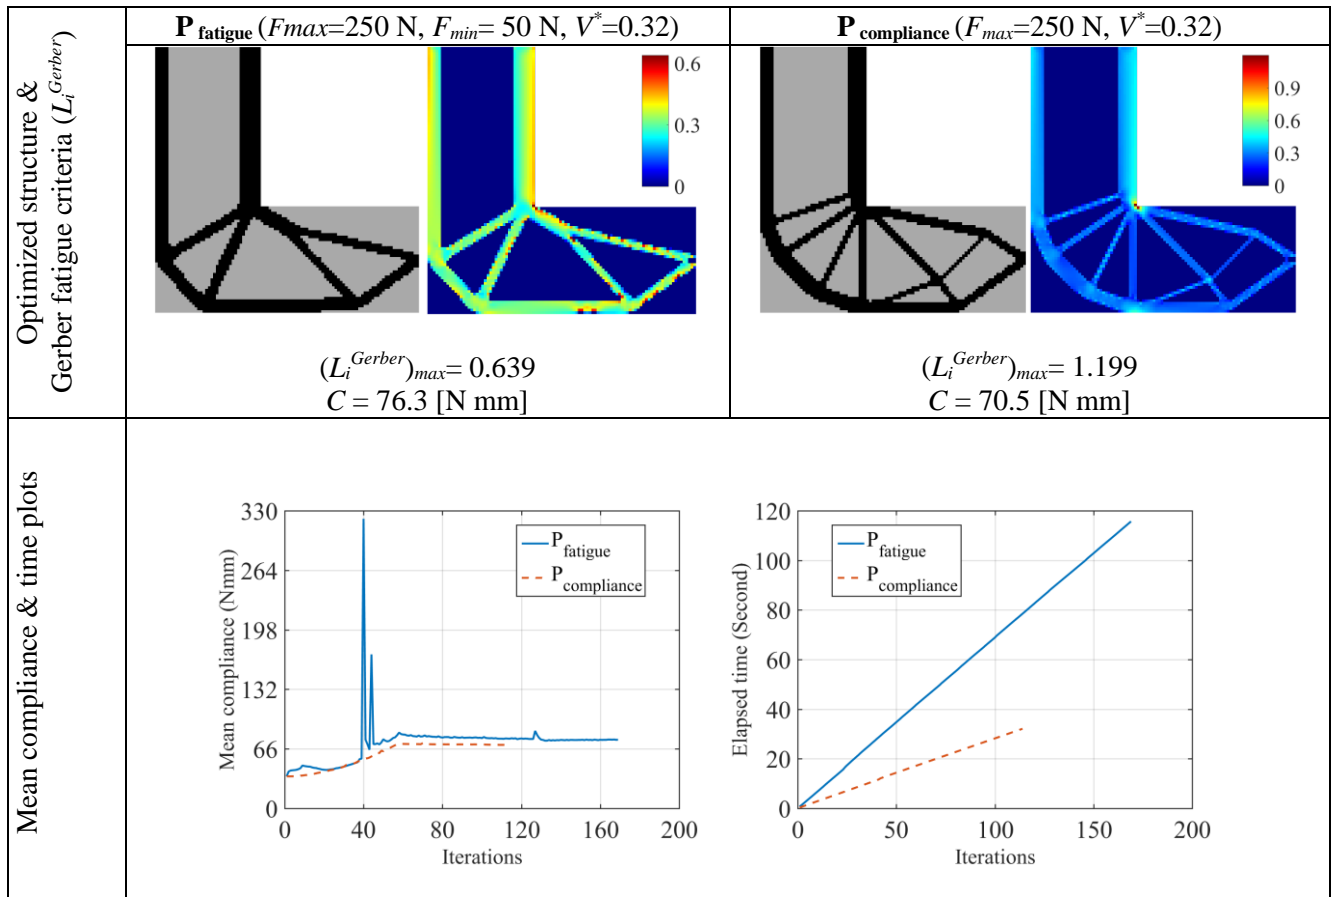 P fatigue (Fmax=250 N, Fmin= 50 N, V*=0.32)
P compliance (Fmax=250 N, V*=0.32)
Optimized structure &
Gerber fatigue criteria (Li^Gerber)
0.6
0.3
0
0.9
0.6
0.3
0
(Li^Gerber)max= 0.639
C = 76.3 [N mm]
(Li^Gerber)max= 1.199
C = 70.5 [N mm]
Mean compliance & time plots
Mean compliance (Nmm)
330
264
198
132
66
0
0 40 80 120 160 200
Iterations
Pfatigue
Pcompliance
Elapsed time (Second)
120
100
80
60
40
20
0
0 50 100 150 200
Iterations
Pfatigue
Pcompliance